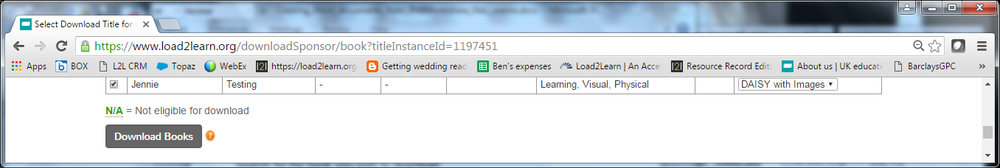 Select Download Title for
https://www.load2learn.org/downloadSponsor/book?titleInstanceId=1197451
Apps BOX L2L CRM Topaz WebEx https://load2learn.org Getting wedding read Ben's expenses Load2Learn | An Acce Resource Record Edito About us | UK educati BarclaysGPC »
Jennie Testing - - Learning, Visual, Physical DAISY with Images
N/A = Not eligible for download
Download Books ?